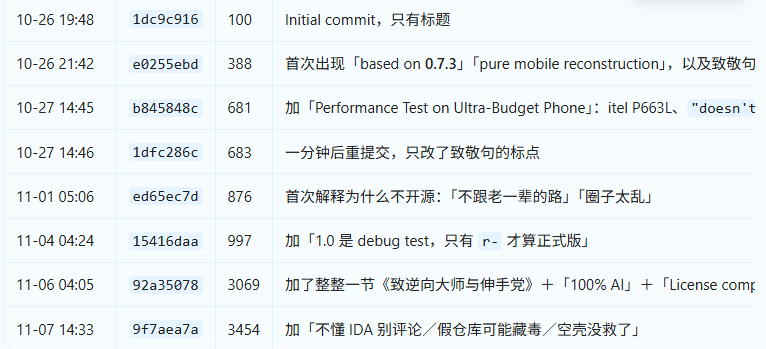 10-26 19:48 1dc9c916 100 Initial commit，只有标题
10-26 21:42 e0255ebd 388 首次出现「based on 0.7.3」「pure mobile reconstruction」，以及致敬句
10-27 14:45 b845848c 681 加「Performance Test on Ultra-Budget Phone」：itel P663L、"doesn't
10-27 14:46 1dfc286c 683 一分钟后重提交，只改了致敬句的标点
11-01 05:06 ed65ec7d 876 首次解释为什么不开源：「不跟老一辈的路」「圈子太乱」
11-04 04:24 15416daa 997 加「1.0 是 debug test，只有 r- 才算正式版」
11-06 04:05 92a35078 3069 加了整整一节《致逆向大师与伸手党》＋「100% AI」＋「License comp
11-07 14:33 9f7aea7a 3454 加「不懂 IDA 别评论／假仓库可能藏毒／空壳没救了」